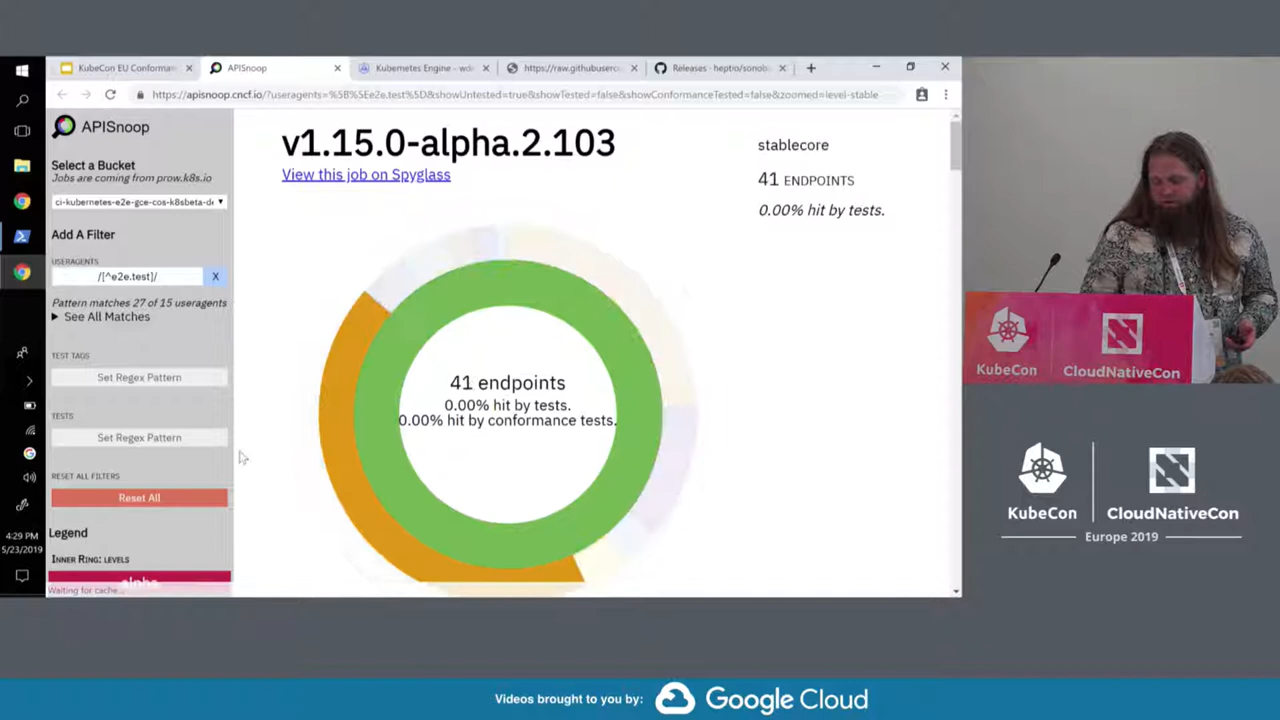 KubeCon EU Conforma
APISnoop
Kubernetes Engine - wd
https://raw.githubuserc
Releases · heptio/sonob
https://apisnoop.cncf.io/?useragents=%5B%5Ee2e.test%5D&showUntested=true&showTested=false&showConformanceTested=false&zoomed=level-stable
APISnoop
Select a Bucket
Jobs are coming from prow.k8s.io
ci-kubernetes-e2e-gce-cos-k8sbeta-de
Add A Filter
USERAGENTS
/[^e2e.test]/
X
Pattern matches 27 of 15 useragents
See All Matches
TEST TAGS
Set Regex Pattern
TESTS
Set Regex Pattern
RESET ALL FILTERS
Reset All
Legend
INNER RING: LEVELS
alpha
Waiting for cache...
4:29 PM
5/23/2019
v1.15.0-alpha.2.103
View this job on Spyglass
41 endpoints
0.00% hit by tests.
0.00% hit by conformance tests.
stablecore
41 ENDPOINTS
0.00% hit by tests.
KubeCon
CloudNativeCon
KubeCon
CloudNativeCon
Europe 2019
Videos brought to you by:
Google Cloud